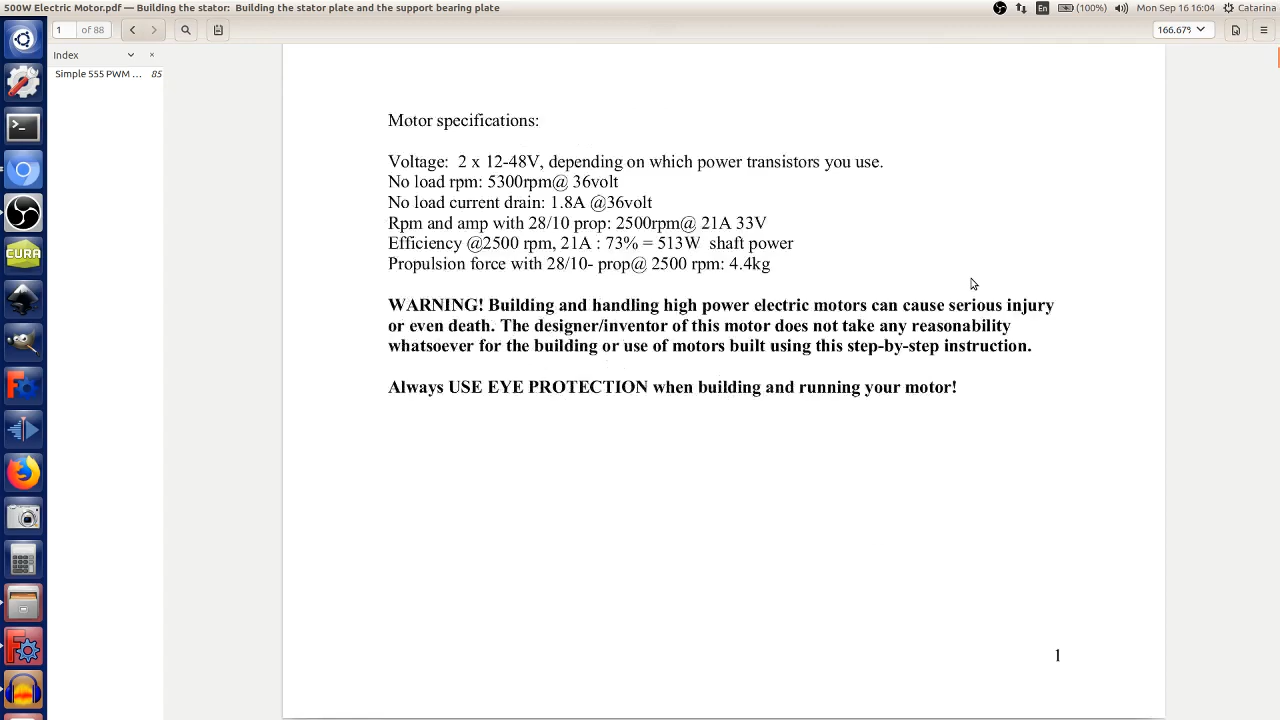 500W Electric Motor.pdf — Building the stator: Building the stator plate and the support bearing plate
En
(100%)
Mon Sep 16 16:04
Catarina
1
of 88
166.67%
Index
Simple 555 PWM ... 85
Motor specifications:
Voltage: 2 x 12-48V, depending on which power transistors you use.
No load rpm: 5300rpm@ 36volt
No load current drain: 1.8A @36volt
Rpm and amp with 28/10 prop: 2500rpm@ 21A 33V
Efficiency @2500 rpm, 21A : 73% = 513W shaft power
Propulsion force with 28/10- prop@ 2500 rpm: 4.4kg
WARNING! Building and handling high power electric motors can cause serious injury
or even death. The designer/inventor of this motor does not take any reasonability
whatsoever for the building or use of motors built using this step-by-step instruction.
Always USE EYE PROTECTION when building and running your motor!
1
CURA